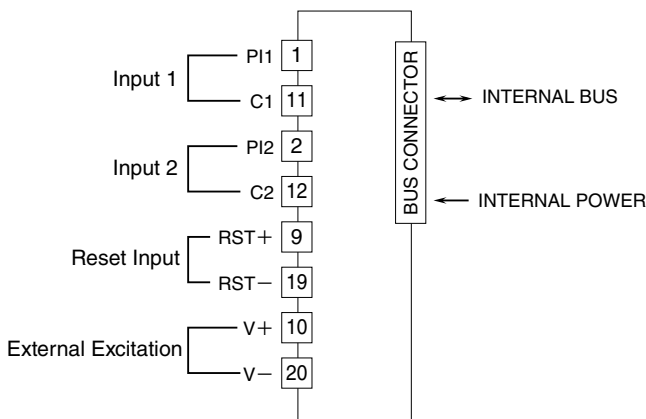 Input 1
PI1 1
C1 11
Input 2
PI2 2
C2 12
Reset Input
RST+ 9
RST− 19
External Excitation
V+ 10
V− 20
BUS CONNECTOR
INTERNAL BUS
INTERNAL POWER